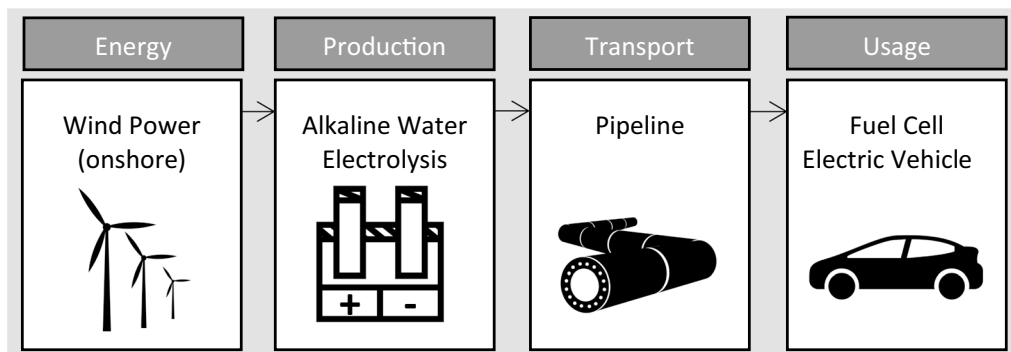 Energy
Production
Transport
Usage
Wind Power
(onshore)
Alkaline Water
Electrolysis
Pipeline
Fuel Cell
Electric Vehicle
+
-